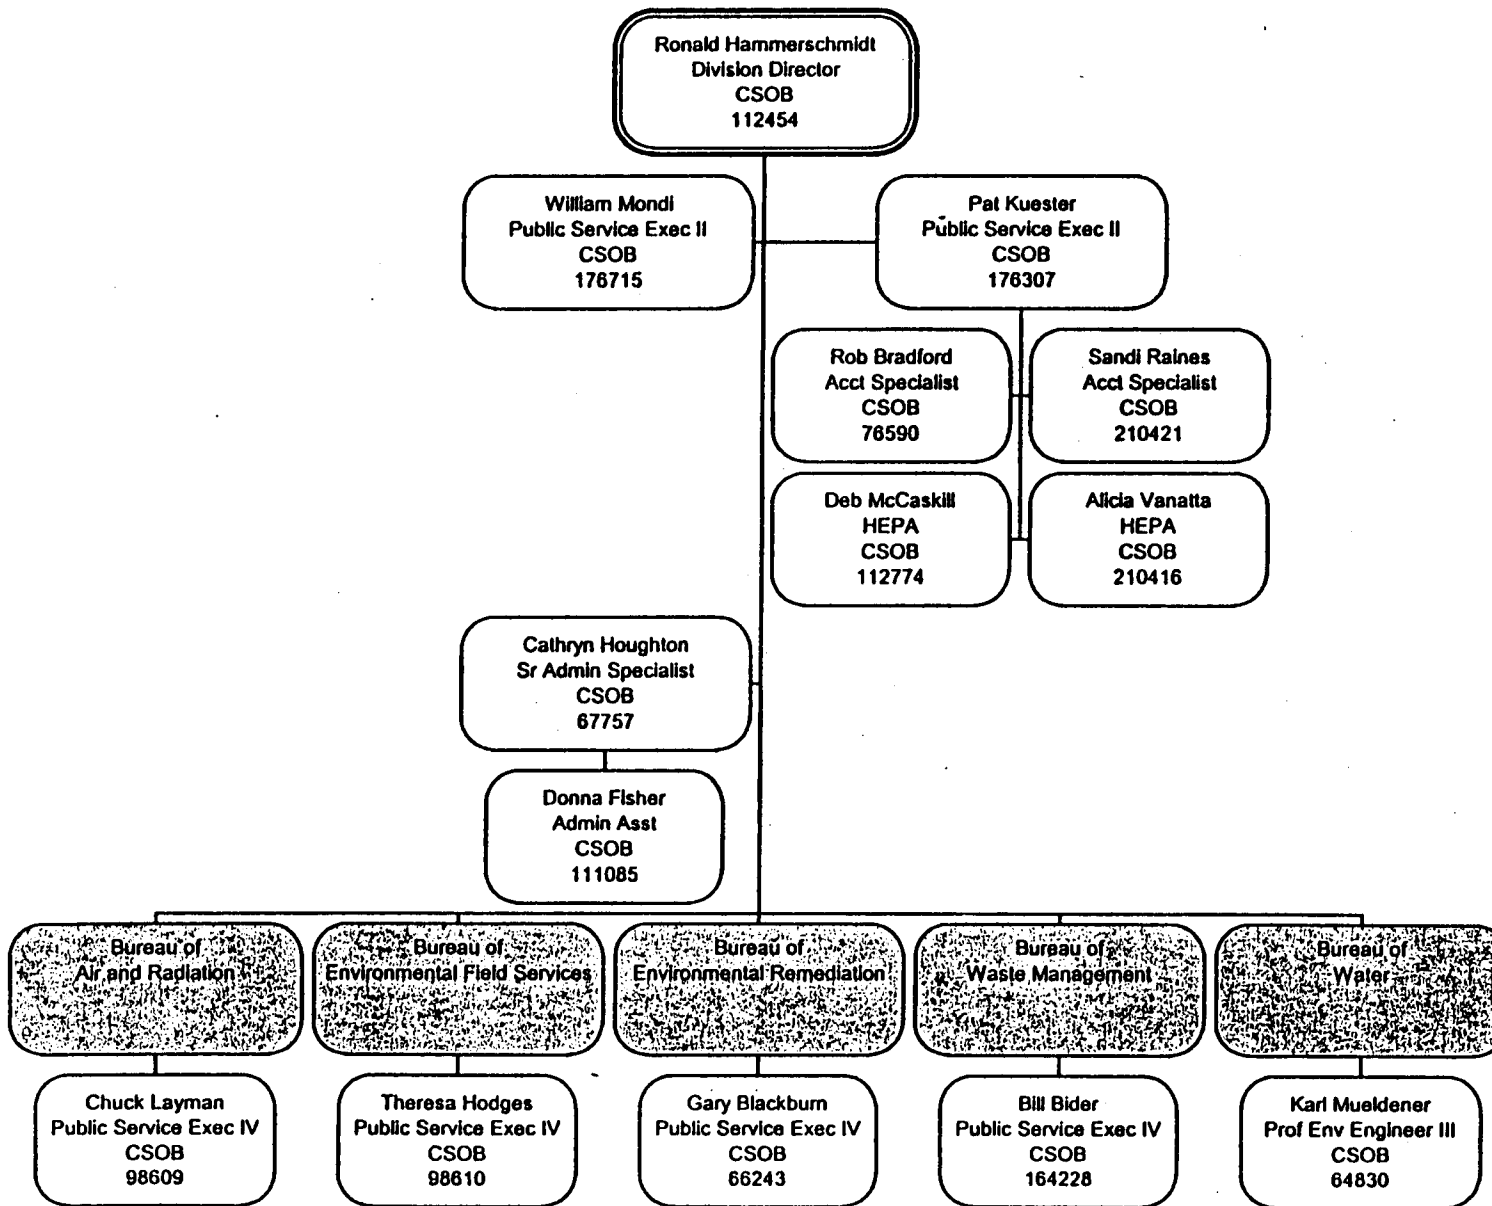 Ronald Hammerschmidt
Division Director
CSOB
112454
William Mondi
Public Service Exec II
CSOB
176715
Pat Kuester
Public Service Exec II
CSOB
176307
Rob Bradford
Acct Specialist
CSOB
76590
Sandi Raines
Acct Specialist
CSOB
210421
Deb McCaskill
HEPA
CSOB
112774
Alicia Vanatta
HEPA
CSOB
210416
Cathryn Houghton
Sr Admin Specialist
CSOB
67757
Donna Fisher
Admin Asst
CSOB
111085
Bureau of
Air and Radiation
Bureau of
Environmental Field Services
Bureau of
Environmental Remediation
Bureau of
Waste Management
Bureau of
Water
Chuck Layman
Public Service Exec IV
CSOB
98609
Theresa Hodges
Public Service Exec IV
CSOB
98610
Gary Blackburn
Public Service Exec IV
CSOB
66243
Bill Bider
Public Service Exec IV
CSOB
164228
Karl Mueldener
Prof Env Engineer III
CSOB
64830